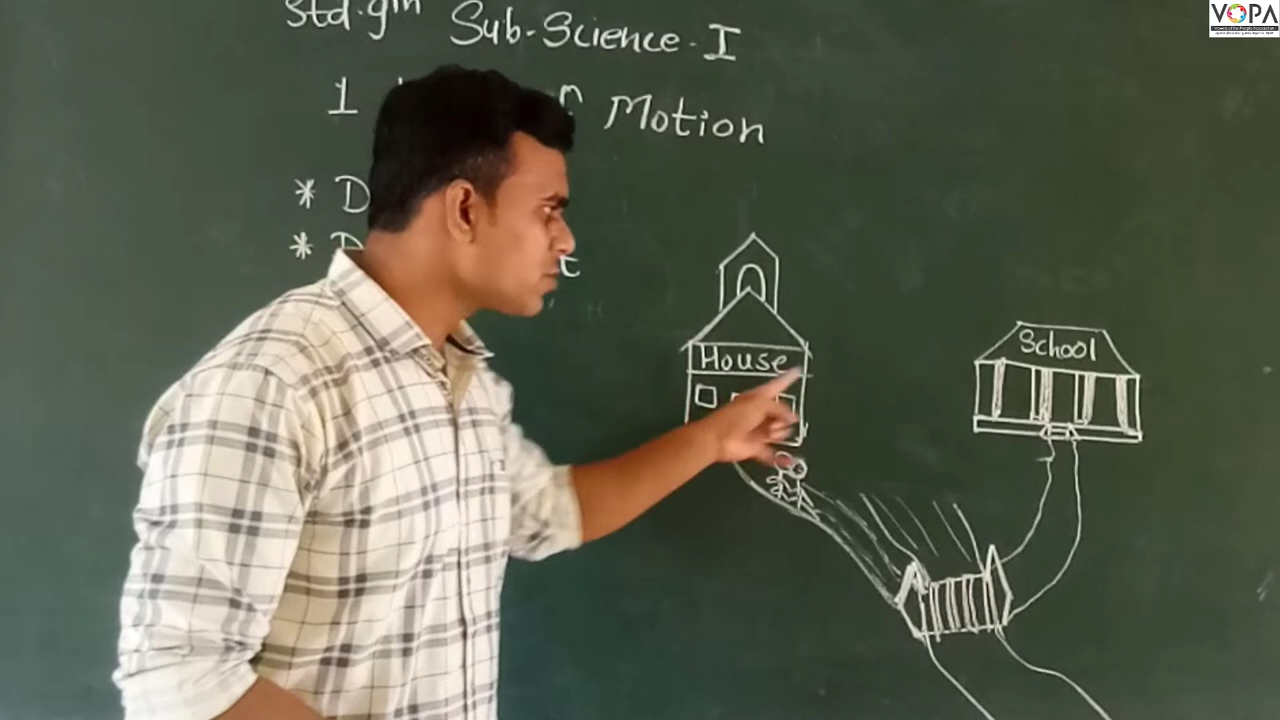 Std.9th Sub-Science-I
1 Motion
* D
* D t
House
School
VOPA